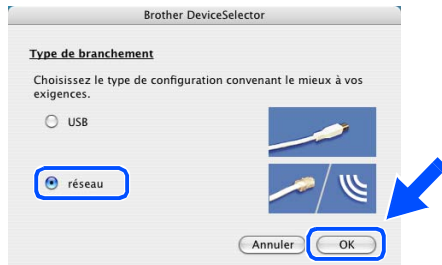 Brother DeviceSelector
Type de branchement
Choisissez le type de configuration convenant le mieux à vos
exigences.
USB
réseau
Annuler
OK